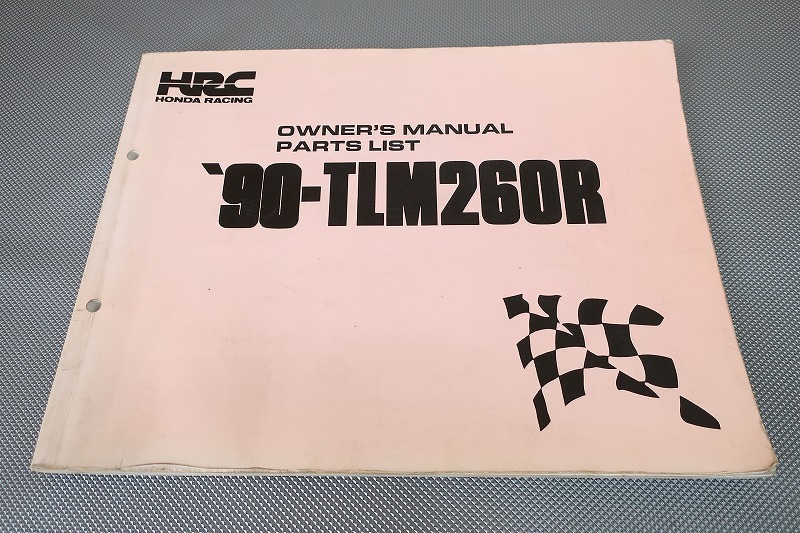 HRC
HONDA RACING
OWNER'S MANUAL
PARTS LIST
'90-TLM260R